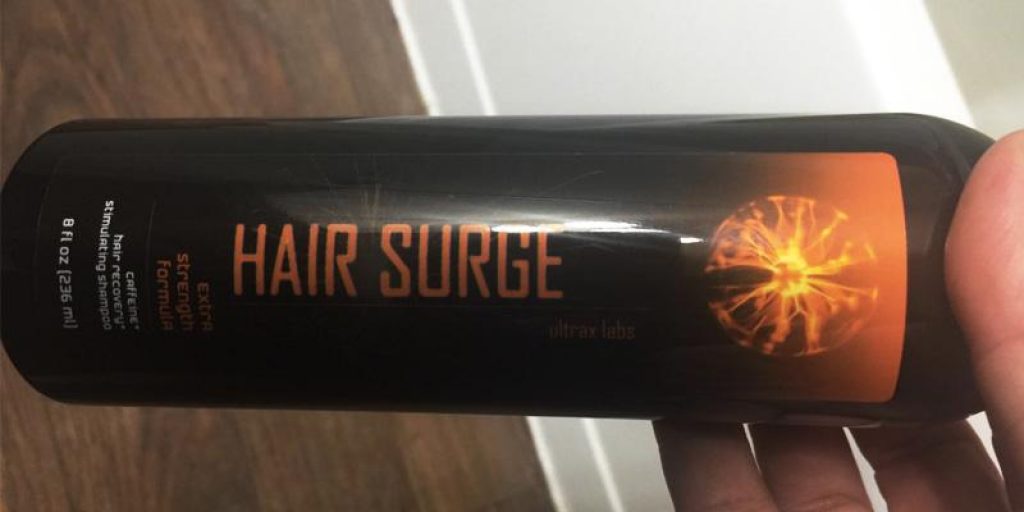 HAIR SURGE
ultrax labs
extra
strength
formula
caffeine*
hair recovery*
stimulating shampoo
8 fl oz (236 ml)